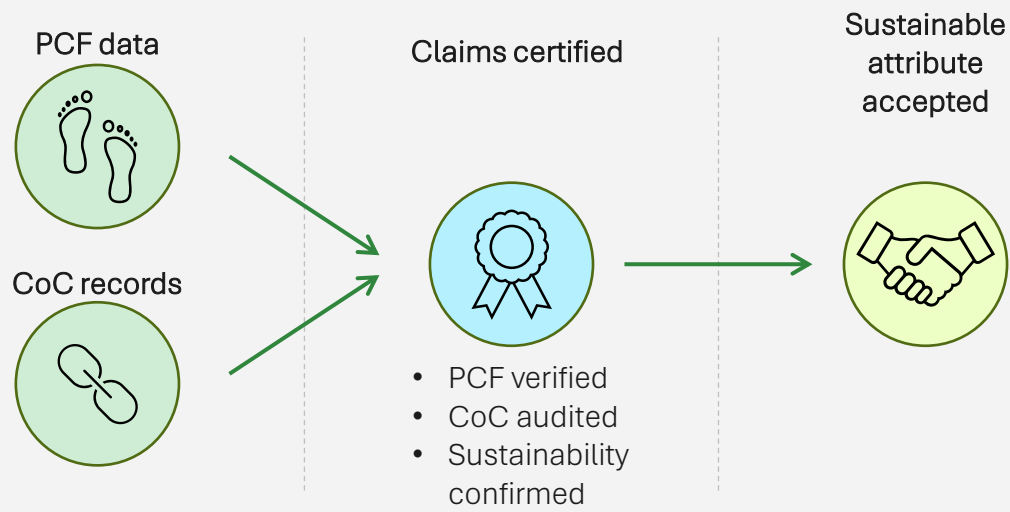 PCF data
CoC records
Claims certified
• PCF verified
• CoC audited
• Sustainability
confirmed
Sustainable
attribute
accepted